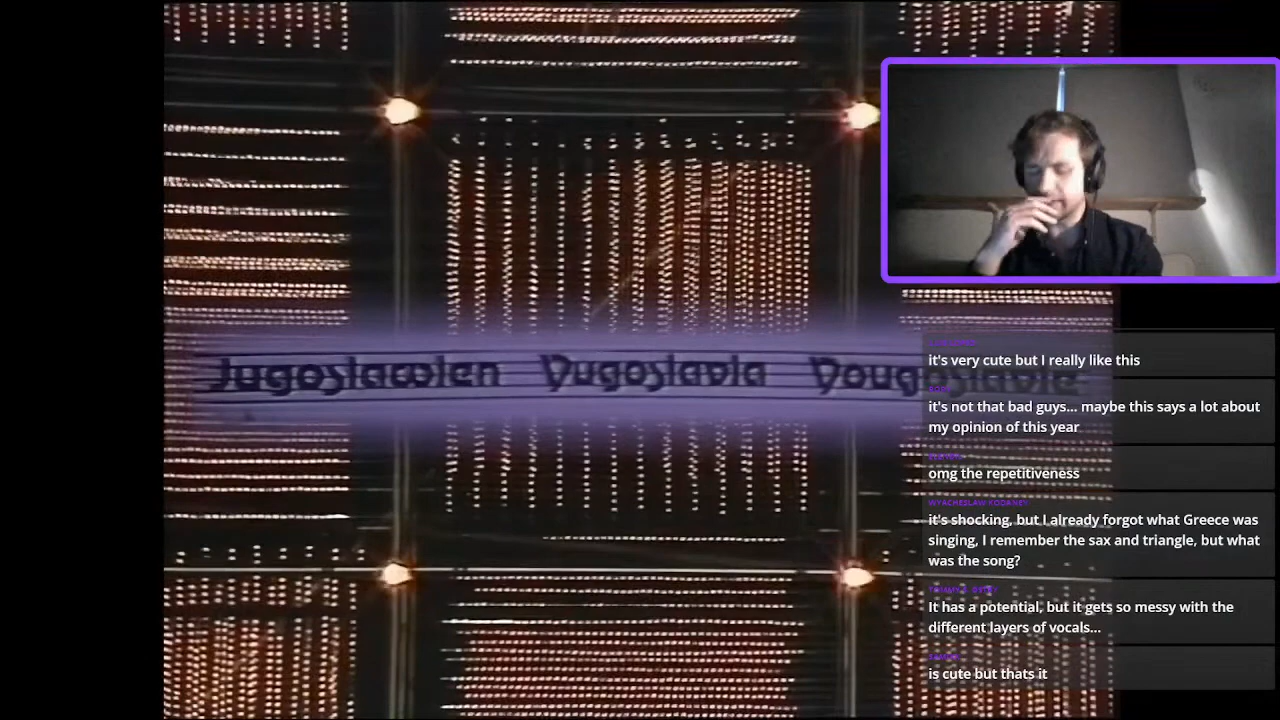 Jugoslawien Yugoslavia Yougoslavie
it's very cute but I really like this
it's not that bad guys... maybe this says a lot about
my opinion of this year
omg the repetitiveness
WYACHESLAW KODANEV
it's shocking, but I already forgot what Greece was
singing, I remember the sax and triangle, but what
was the song?
It has a potential, but it gets so messy with the
different layers of vocals...
is cute but thats it